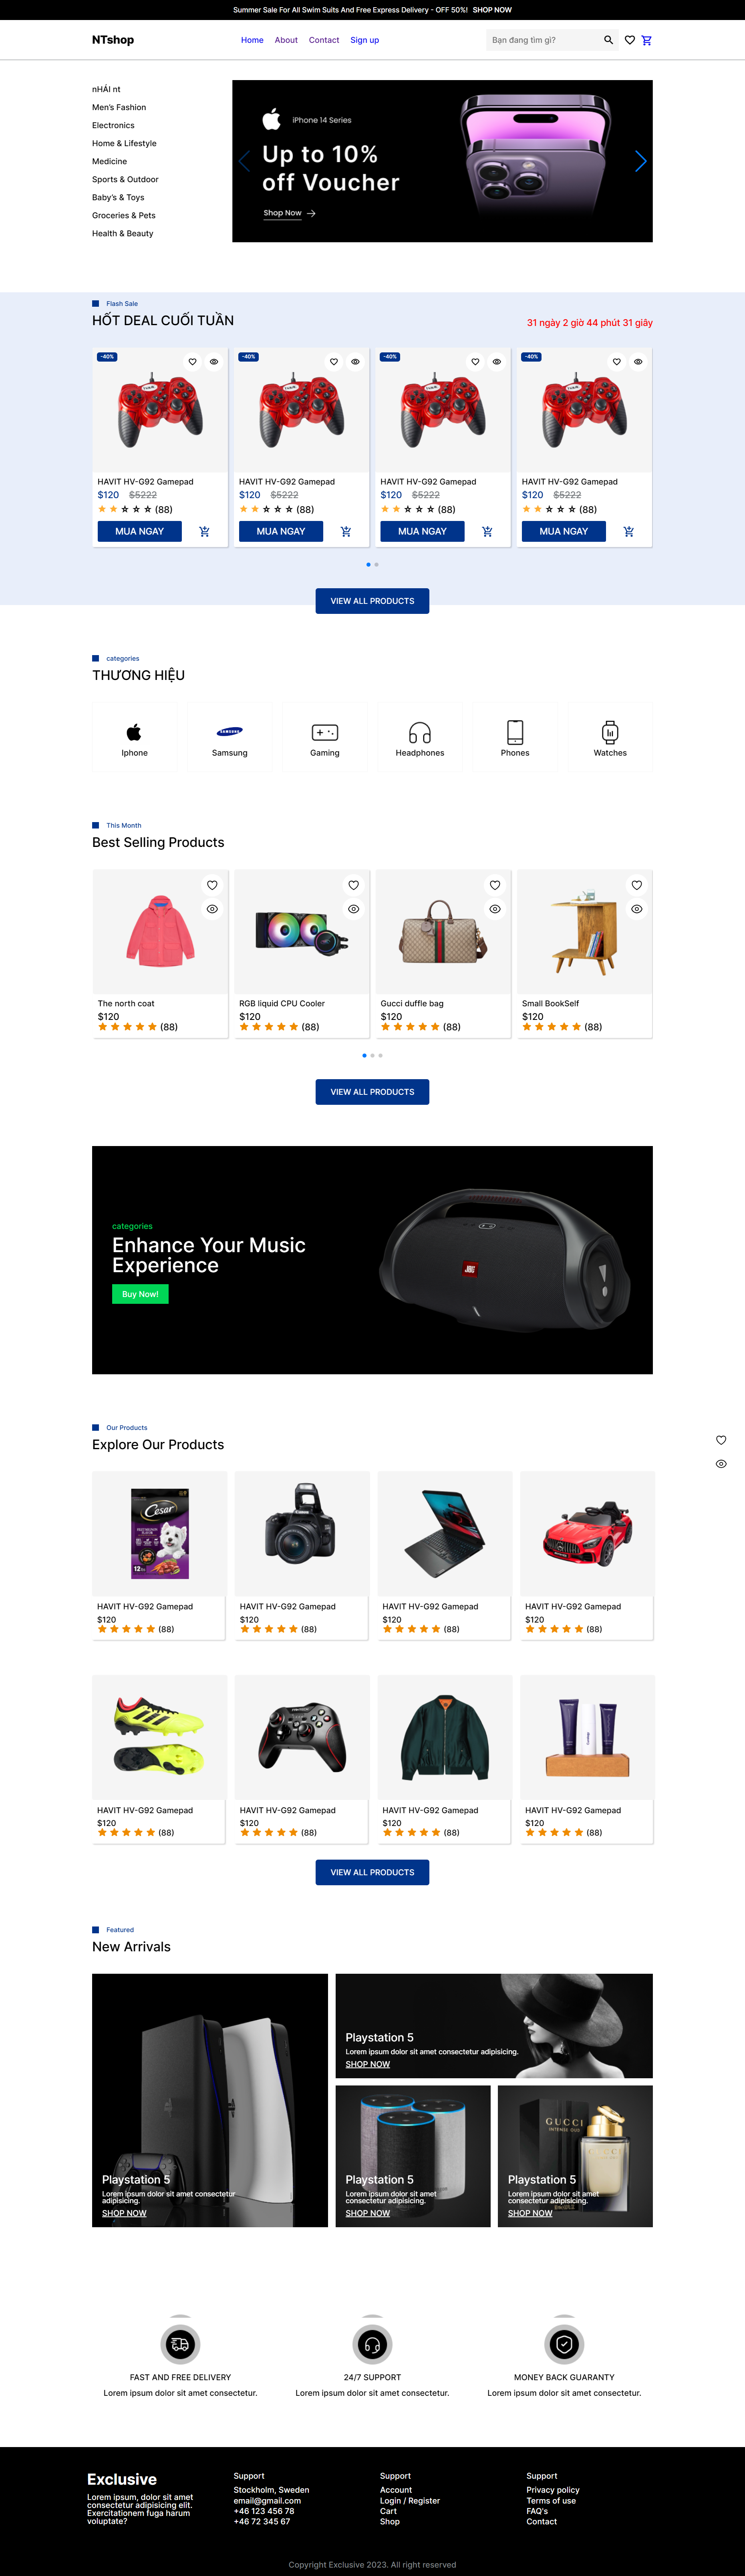 Summer Sale For All Swim Suits And Free Express Delivery - OFF 50%! SHOP NOW
NTshop
Home About Contact Sign up
Bạn đang tìm gì?
nHÁI nt
Men's Fashion
Electronics
Home & Lifestyle
Medicine
Sports & Outdoor
Baby's & Toys
Groceries & Pets
Health & Beauty
iPhone 14 Series
Up to 10%
off Voucher
Shop Now
Flash Sale
HỐT DEAL CUỐI TUẦN
31 ngày 2 giờ 44 phút 31 giây
-40% -40% -40% -40%
HAVIT HV-G92 Gamepad HAVIT HV-G92 Gamepad HAVIT HV-G92 Gamepad HAVIT HV-G92 Gamepad
$120 $5222 $120 $5222 $120 $5222 $120 $5222
(88) (88) (88) (88)
MUA NGAY MUA NGAY MUA NGAY MUA NGAY
VIEW ALL PRODUCTS
categories
THƯƠNG HIỆU
SAMSUNG
Iphone Samsung Gaming Headphones Phones Watches
This Month
Best Selling Products
The north coat RGB liquid CPU Cooler Gucci duffle bag Small BookSelf
$120 $120 $120 $120
(88) (88) (88) (88)
VIEW ALL PRODUCTS
categories
Enhance Your Music
Experience
Buy Now!
JBL
Our Products
Explore Our Products
Cesar
12
HAVIT HV-G92 Gamepad HAVIT HV-G92 Gamepad HAVIT HV-G92 Gamepad HAVIT HV-G92 Gamepad
$120 $120 $120 $120
(88) (88) (88) (88)
HAVIT HV-G92 Gamepad HAVIT HV-G92 Gamepad HAVIT HV-G92 Gamepad HAVIT HV-G92 Gamepad
$120 $120 $120 $120
(88) (88) (88) (88)
VIEW ALL PRODUCTS
Featured
New Arrivals
Playstation 5
Lorem ipsum dolor sit amet consectetur
adipisicing.
SHOP NOW
Playstation 5
Lorem ipsum dolor sit amet consectetur adipisicing.
SHOP NOW
Playstation 5
Lorem ipsum dolor sit amet
consectetur adipisicing.
SHOP NOW
GUCCI
INTENSE OUD
Playstation 5
Lorem ipsum dolor sit amet
consectetur adipisicing.
SHOP NOW
FAST AND FREE DELIVERY
Lorem ipsum dolor sit amet consectetur.
24/7 SUPPORT
Lorem ipsum dolor sit amet consectetur.
MONEY BACK GUARANTY
Lorem ipsum dolor sit amet consectetur.
Exclusive
Lorem ipsum, dolor sit amet
consectetur adipisicing elit.
Exercitationem fuga harum
voluptate?
Support
Stockholm, Sweden
email@gmail.com
+46 123 456 78
+46 72 345 67
Support
Account
Login / Register
Cart
Shop
Support
Privacy policy
Terms of use
FAQ's
Contact
Copyright Exclusive 2023. All right reserved